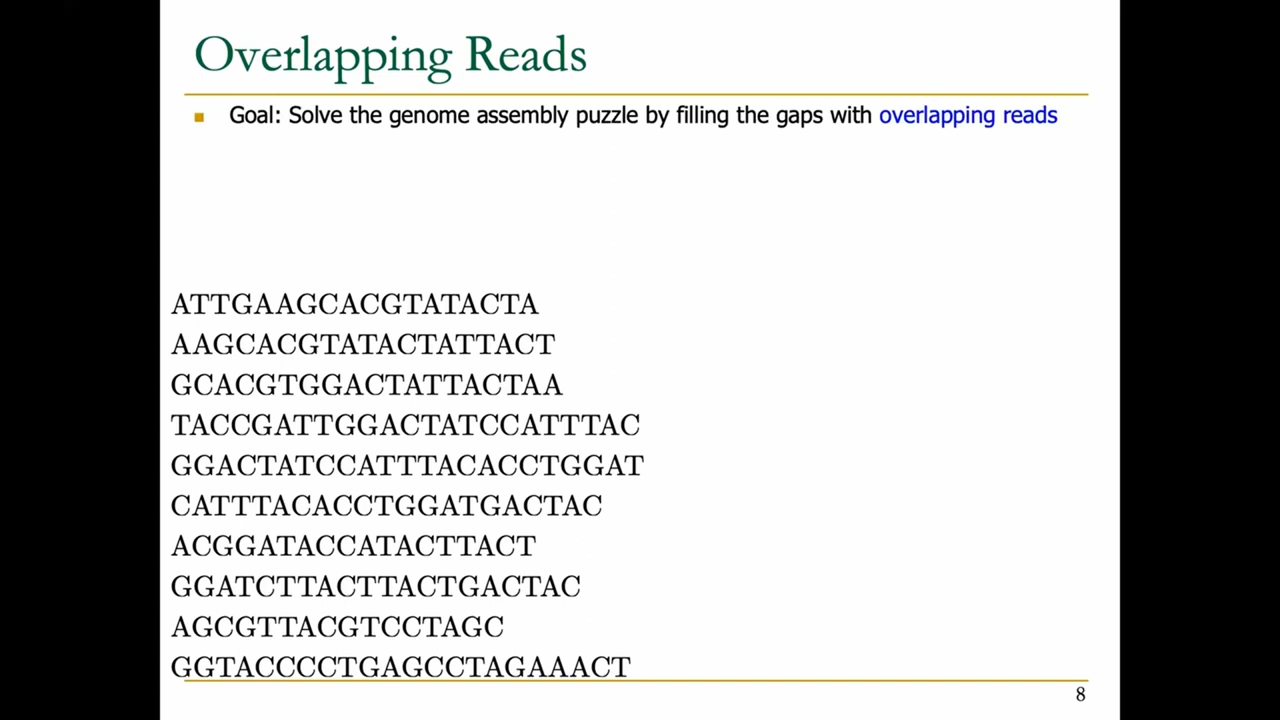 Overlapping Reads
Goal: Solve the genome assembly puzzle by filling the gaps with overlapping reads
ATTGAAGCACGTATACTA
AAGCACGTATACTATTACT
GCACGTGGACTATTACTAA
TACCGATTGGACTATCCATTTAC
GGACTATCCATTTACACCTGGAT
CATTTACACCTGGATGACTAC
ACGGATACCATACTTACT
GGATCTTACTTACTGACTAC
AGCGTTACGTCCTAGC
GGTACCCCTGAGCCTAGAAACT
8